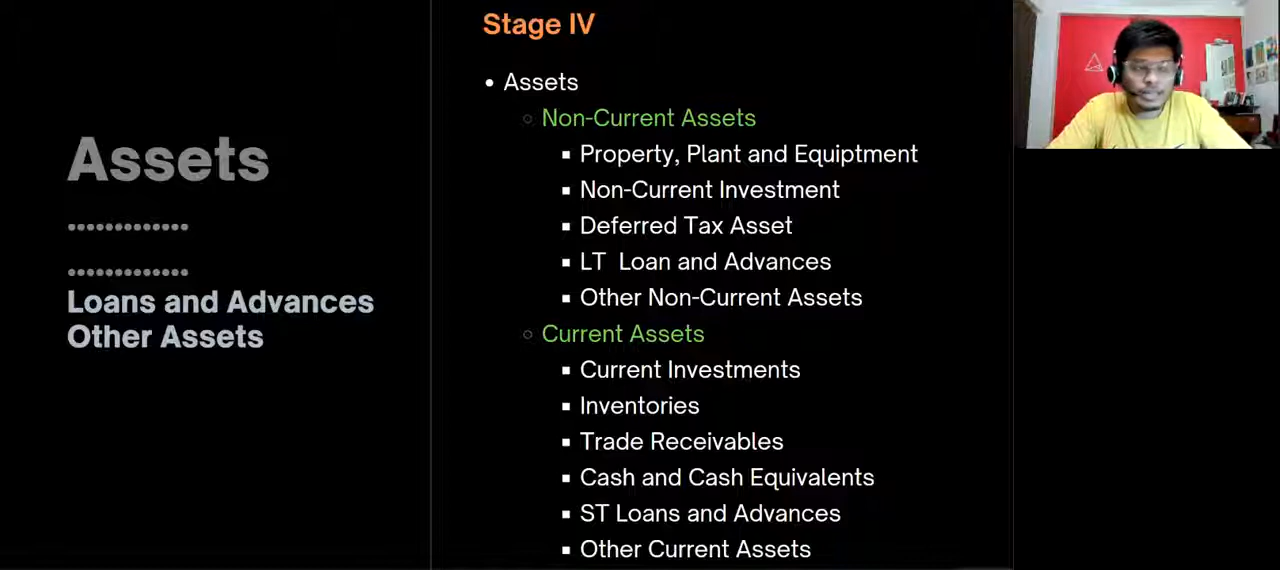 Assets
Loans and Advances
Other Assets
Stage IV
Assets
Non-Current Assets
Property, Plant and Equiptment
Non-Current Investment
Deferred Tax Asset
LT Loan and Advances
Other Non-Current Assets
Current Assets
Current Investments
Inventories
Trade Receivables
Cash and Cash Equivalents
ST Loans and Advances
Other Current Assets